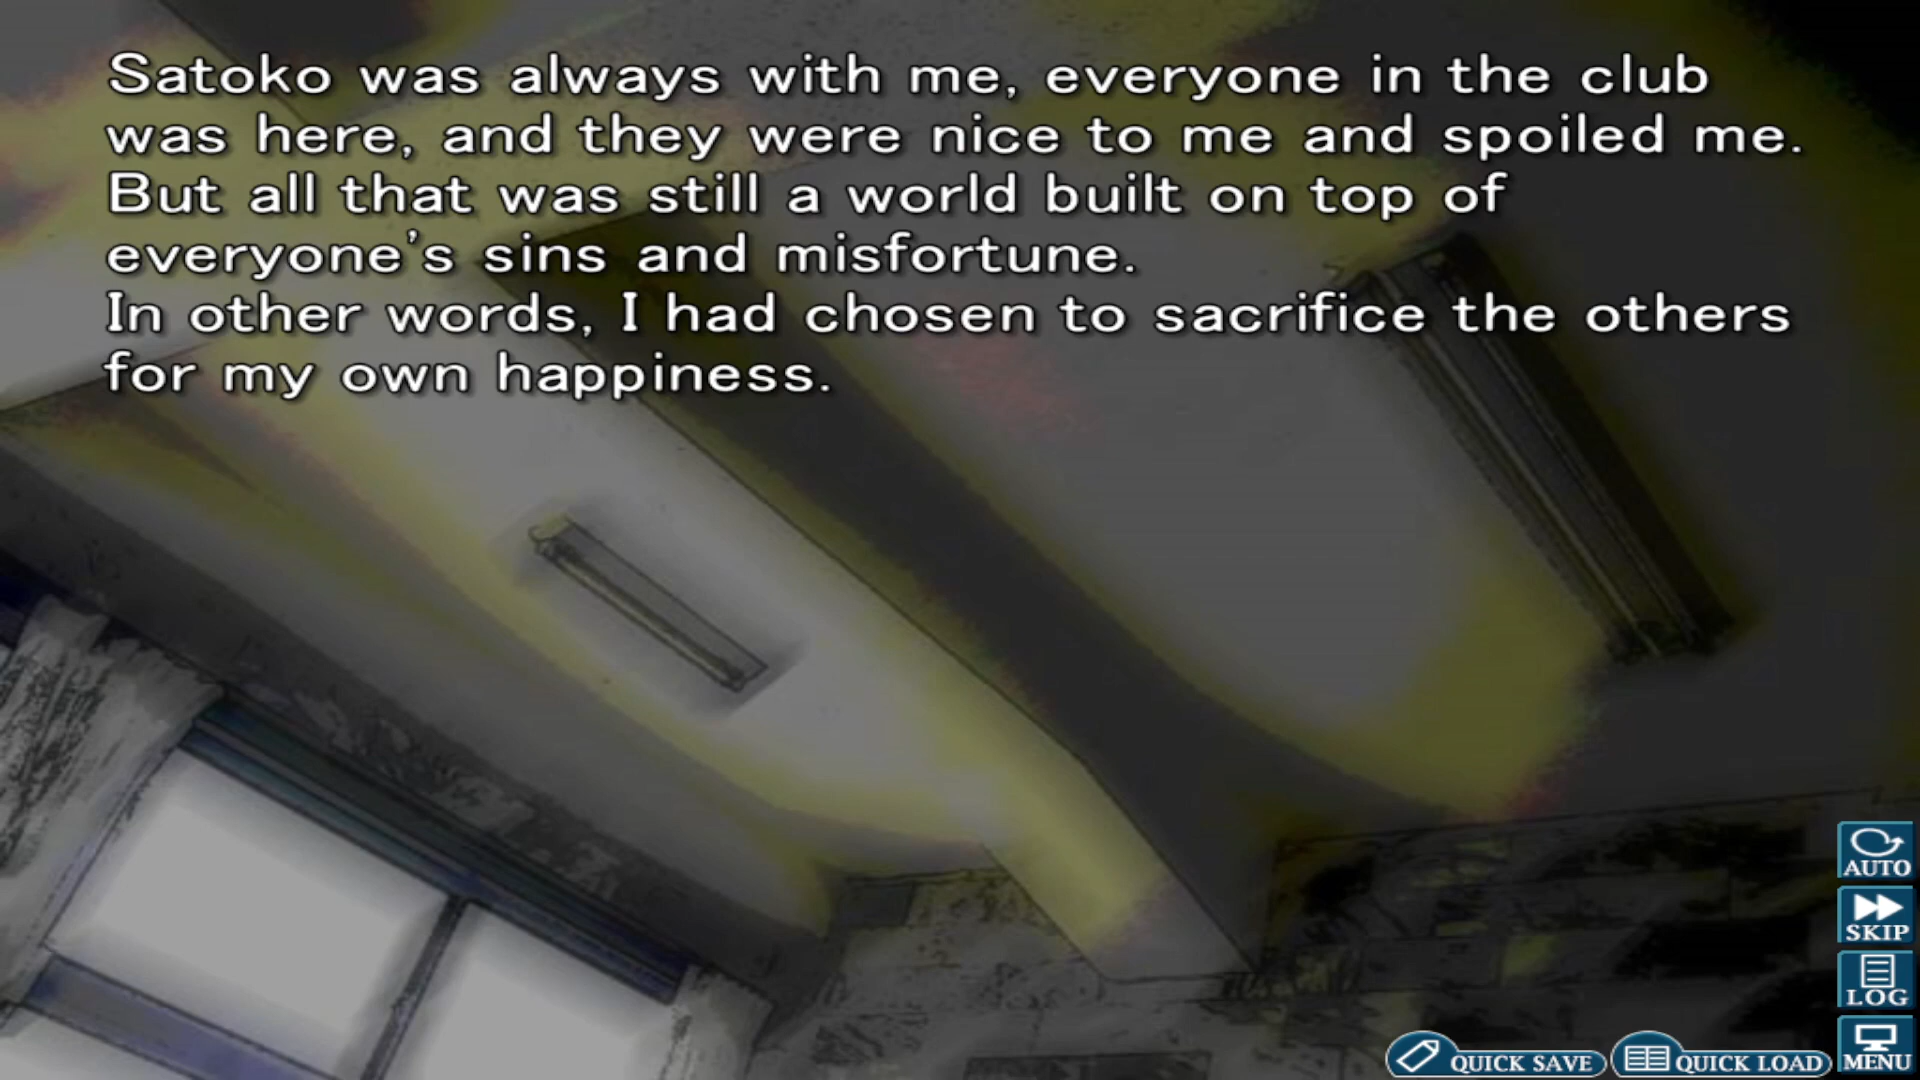 Satoko was always with me, everyone in the club
was here, and they were nice to me and spoiled me.
But all that was still a world built on top of
everyone's sins and misfortune.
In other words, I had chosen to sacrifice the others
for my own happiness.
AUTO
SKIP
LOG
MENU
QUICK SAVE
QUICK LOAD